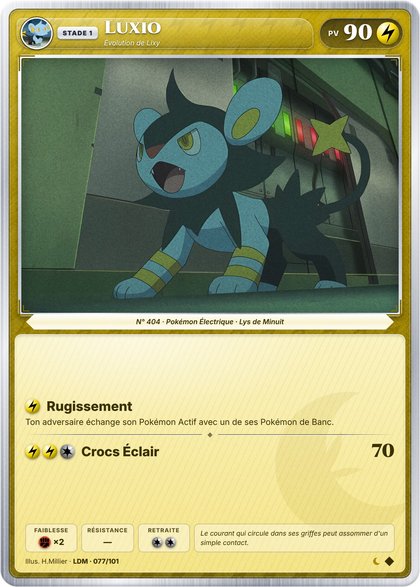 STADE 1
LUXIO
Évolution de Lixy
PV 90
N° 404 · Pokémon Électrique · Lys de Minuit
Rugissement
Ton adversaire échange son Pokémon Actif avec un de ses Pokémon de Banc.
Crocs Éclair 70
FAIBLESSE RÉSISTANCE RETRAITE
×2 —
Le courant qui circule dans ses griffes peut assommer d'un
simple contact.
Illus. H.Millier · LDM · 077/101